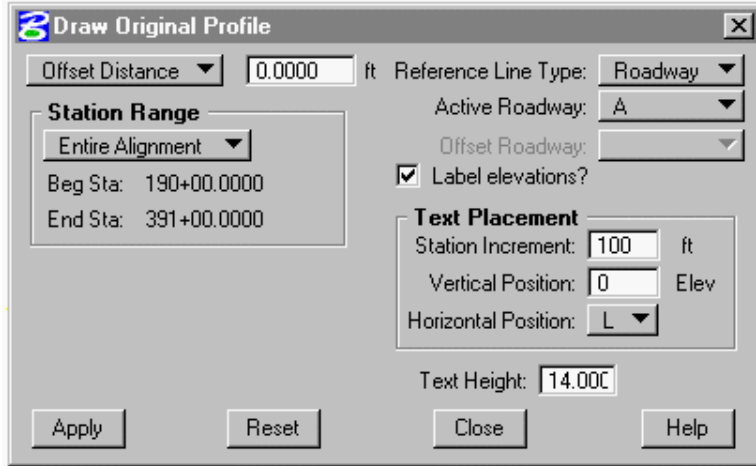 Draw Original Profile
Offset Distance 0.0000 ft
Reference Line Type: Roadway
Active Roadway: A
Offset Roadway:
Label elevations?
Station Range
Entire Alignment
Beg Sta: 190+00.0000
End Sta: 391+00.0000
Text Placement
Station Increment: 100 ft
Vertical Position: 0 Elev
Horizontal Position: L
Text Height: 14.000
Apply Reset Close Help